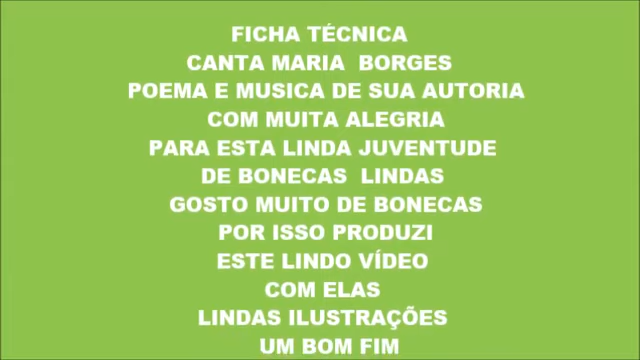 FICHA TÉCNICA
CANTA MARIA BORGES
POEMA E MUSICA DE SUA AUTORIA
COM MUITA ALEGRIA
PARA ESTA LINDA JUVENTUDE
DE BONECAS LINDAS
GOSTO MUITO DE BONECAS
POR ISSO PRODUZI
ESTE LINDO VÍDEO
COM ELAS
LINDAS ILUSTRAÇÕES
UM BOM FIM